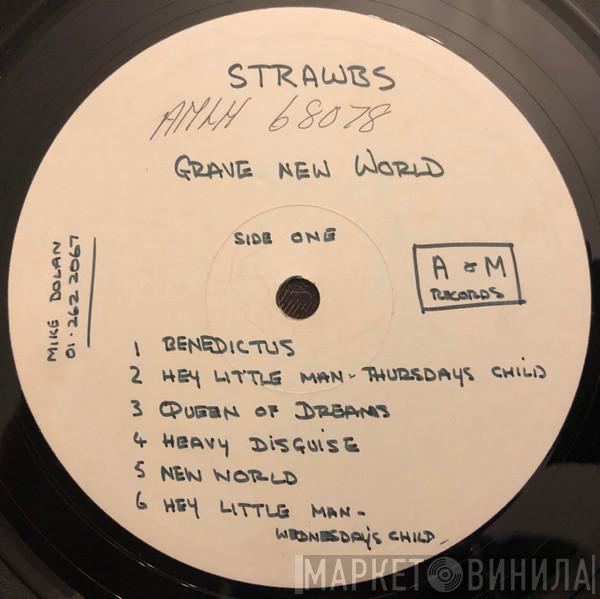 STRAWBS
AMLH 68078
GRAVE NEW WORLD
SIDE ONE
A & M
RECORDS
MIKE DOLAN
01·262 2067
1 BENEDICTUS
2 HEY LITTLE MAN - THURSDAYS CHILD
3 QUEEN OF DREAMS
4 HEAVY DISGUISE
5 NEW WORLD
6 HEY LITTLE MAN -
WEDNESDAY'S CHILD -
МАРКЕТ ВИНИЛА